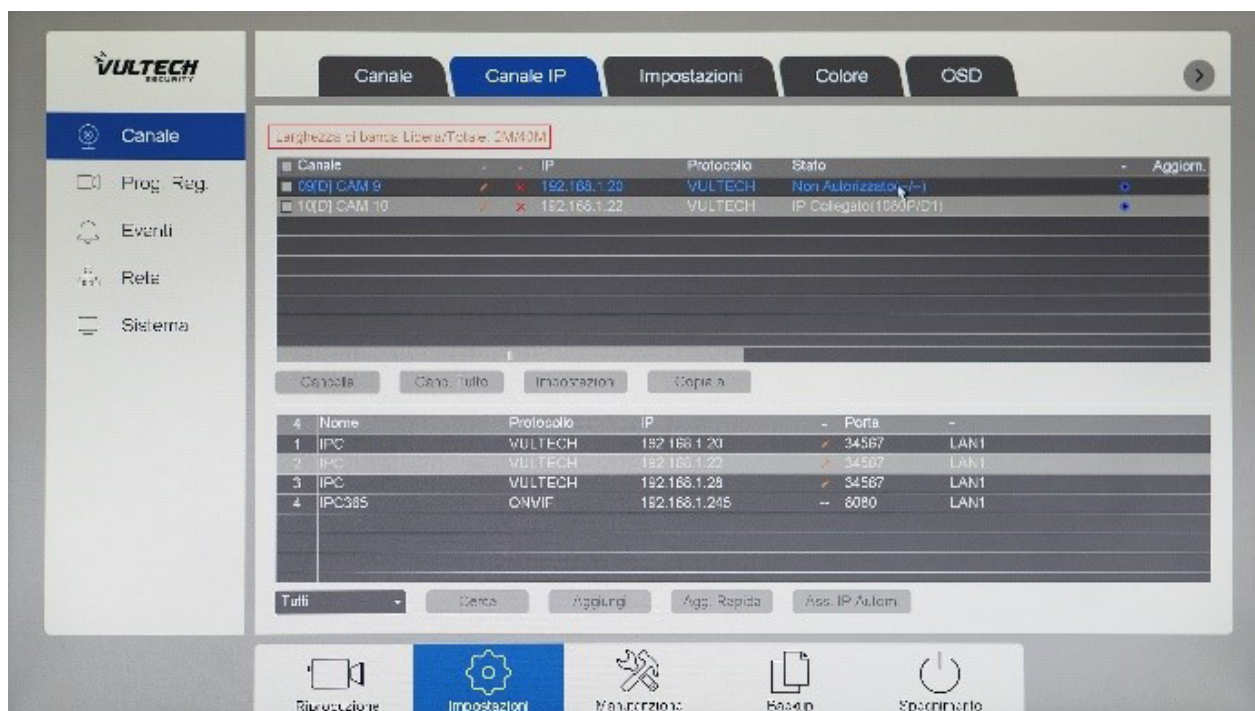 VULTECH
SECURITY
Canale
Canale IP
Impostazioni
Colore
OSD
Canale
Prog. Reg.
Eventi
Rete
Sistema
Larghezza di banda Libera/Totale: 2M/40M
Canale - - IP Protocollo Stato - Aggiorn.
09[D] CAM 9 192.168.1.20 VULTECH Non Autorizzato(--/--)
10[D] CAM 10 192.168.1.22 VULTECH IP Collegato(1080P/D1)
Cancella Canc. Tutto Impostazioni Copia a
4 Nome Protocollo IP - Porta -
1 IPC VULTECH 192.168.1.20 34567 LAN1
2 IPC VULTECH 192.168.1.22 34567 LAN1
3 IPC VULTECH 192.168.1.28 34567 LAN1
4 IPC365 ONVIF 192.168.1.245 -- 8080 LAN1
Tutti Cerca Aggiungi Agg. Rapida Ass. IP Autom.
Riproduzione Impostazioni Manutenzione Backup Spegnimento